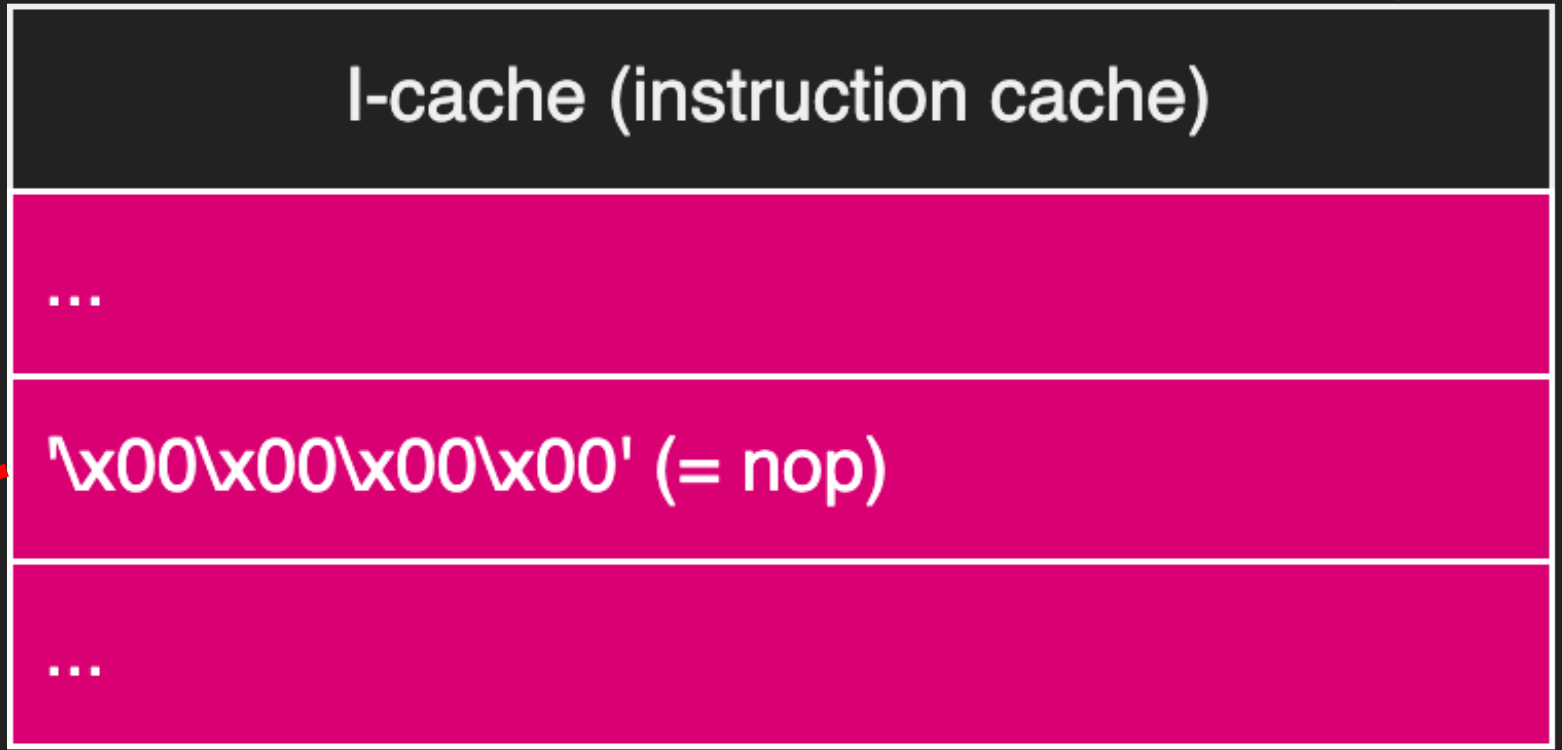 I-cache (instruction cache)
...
'\x00\x00\x00\x00' (= nop)
...